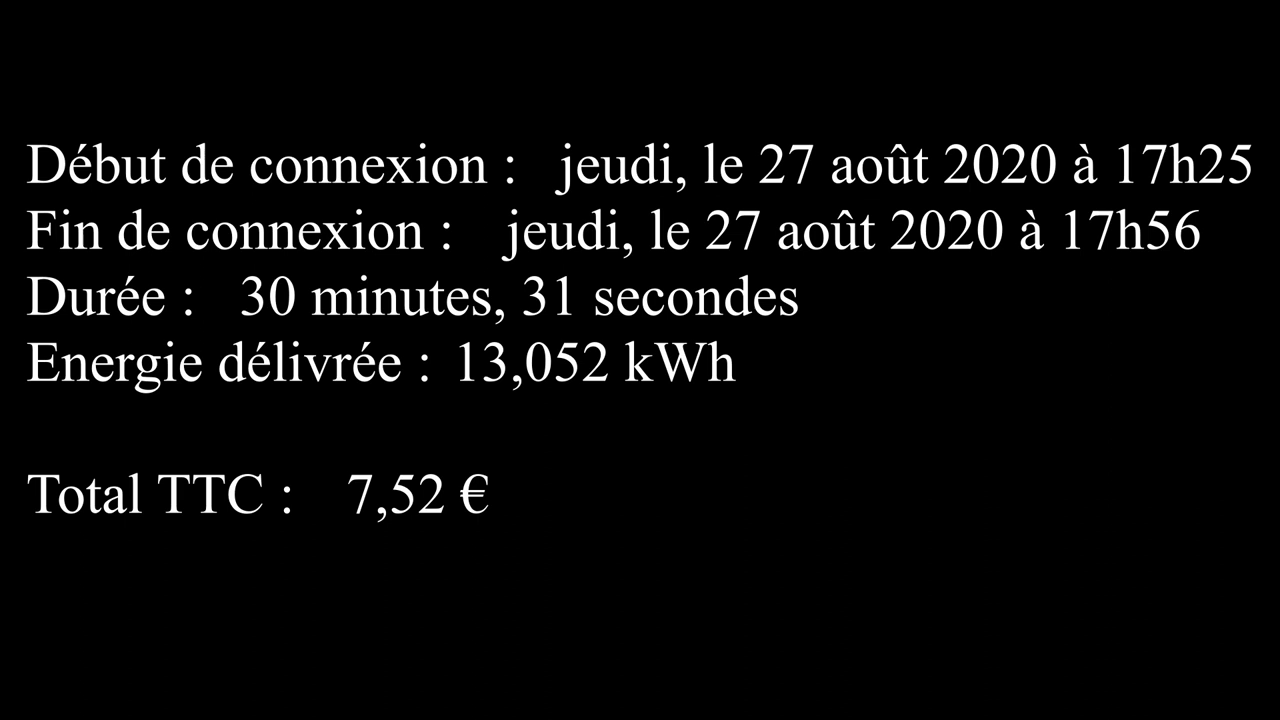 Début de connexion : jeudi, le 27 août 2020 à 17h25
Fin de connexion : jeudi, le 27 août 2020 à 17h56
Durée : 30 minutes, 31 secondes
Energie délivrée : 13,052 kWh
Total TTC : 7,52 €